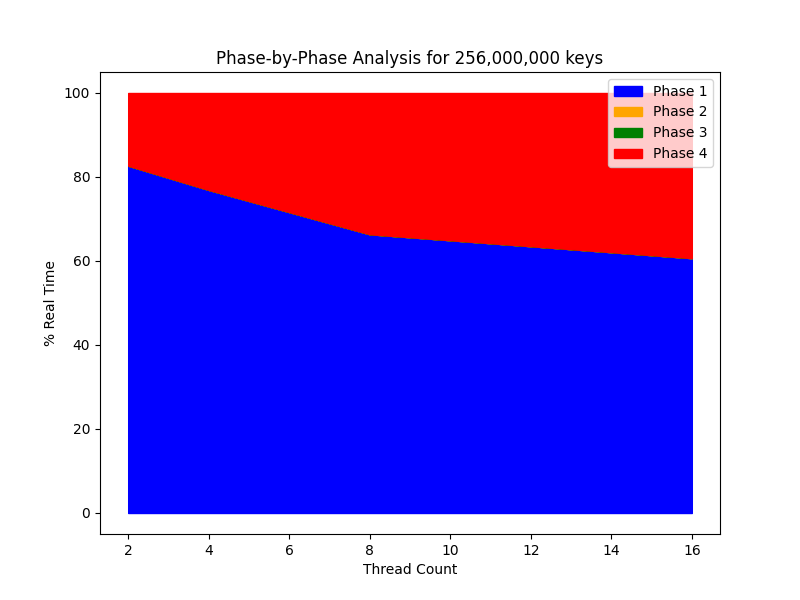 Phase-by-Phase Analysis for 256,000,000 keys
Phase 1
Phase 2
Phase 3
Phase 4
100
80
60
40
20
0
% Real Time
2 4 6 8 10 12 14 16
Thread Count